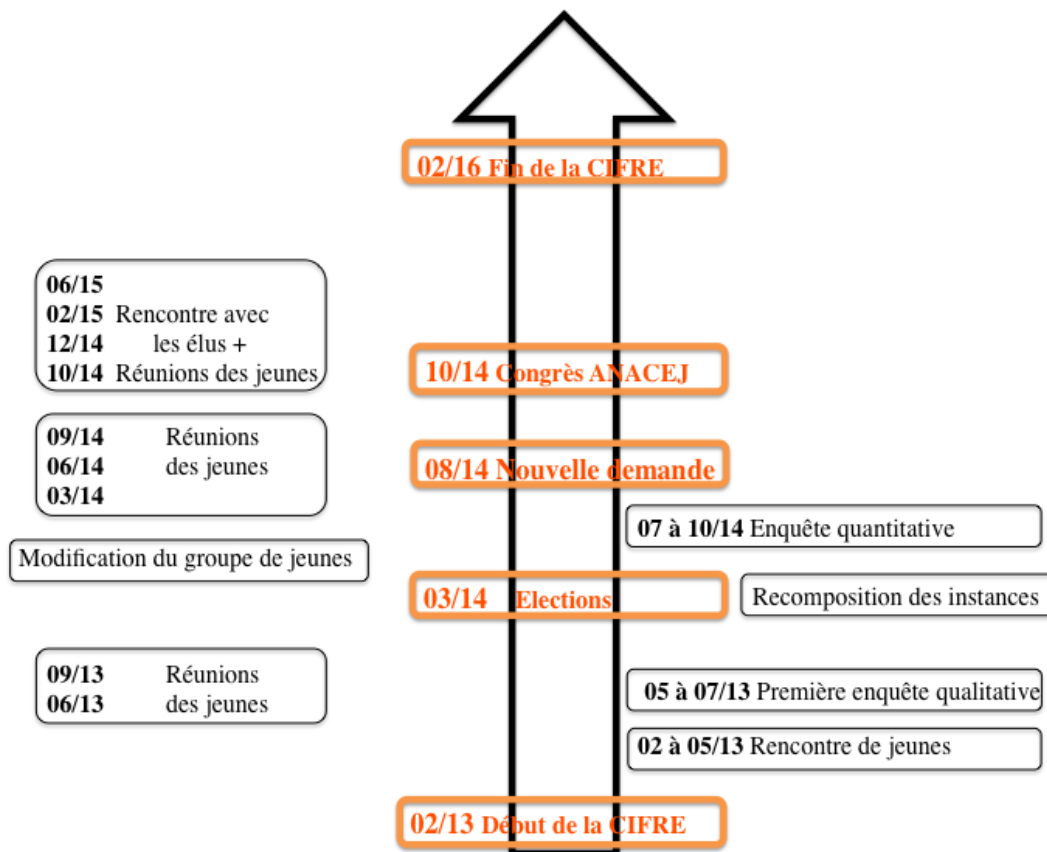 02/16 Fin de la CIFRE
06/15
02/15 Rencontre avec
12/14 les élus +
10/14 Réunions des jeunes
10/14 Congrès ANACEJ
09/14 Réunions
06/14 des jeunes
03/14
08/14 Nouvelle demande
07 à 10/14 Enquête quantitative
Modification du groupe de jeunes
03/14 Elections
Recomposition des instances
09/13 Réunions
06/13 des jeunes
05 à 07/13 Première enquête qualitative
02 à 05/13 Rencontre de jeunes
02/13 Début de la CIFRE